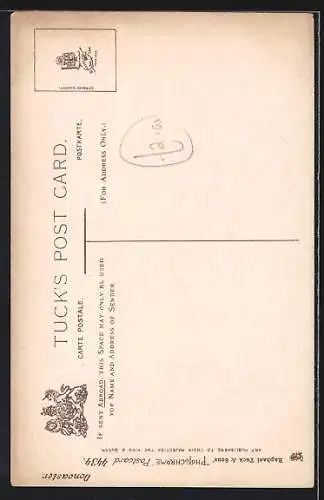 TUCK'S POST CARD.
CARTE POSTALE. POSTKARTE.
IF SENT ABROAD, THIS SPACE MAY ONLY BE USED
FOR NAME AND ADDRESS OF SENDER.
(FOR ADDRESS ONLY.)
12.-
Raphael Tuck & Sons' "PHOTOCHROME" Postcard 4434.
ART PUBLISHERS TO THEIR MAJESTIES THE KING & QUEEN.
Doncaster.